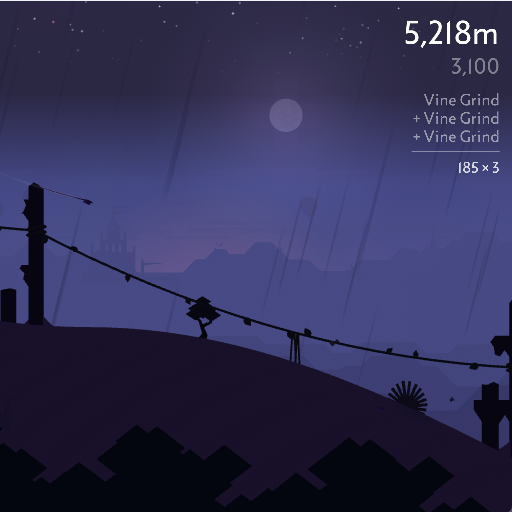 5,218m
3,100
Vine Grind
+ Vine Grind
+ Vine Grind
185 × 3